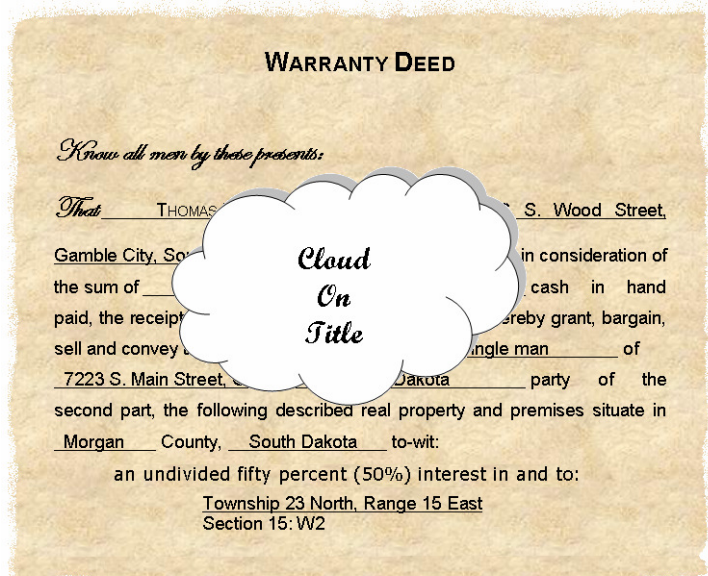 WARRANTY DEED
Know all men by these presents:
That THOMAS S. Wood Street,
Gamble City, in consideration of
the sum of cash in hand
paid, the grant, bargain,
sell and convey man of
7223 S. Main Street, Dakota party of the
second part, the following described real property and premises situate in
Morgan County, South Dakota to-wit:
an undivided fifty percent (50%) interest in and to:
Township 23 North, Range 15 East
Section 15: W2
Cloud
On
Title